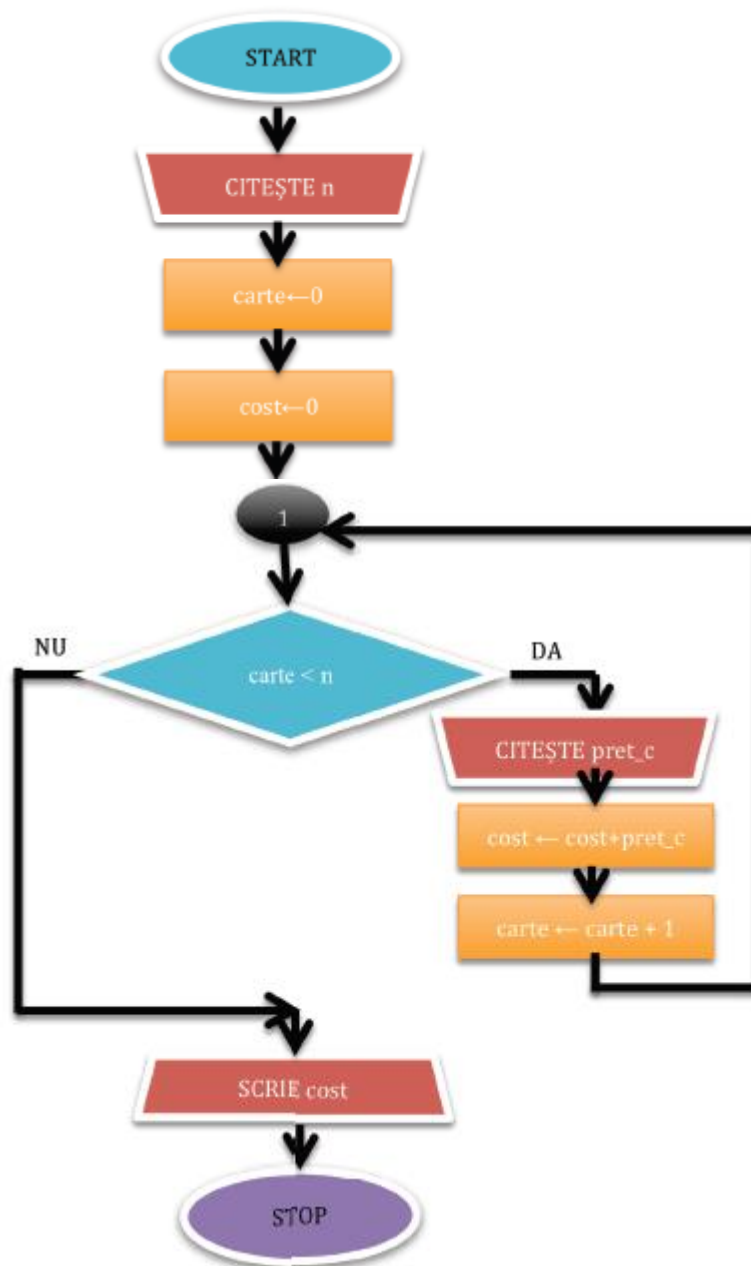 START
CITEȘTE n
carte←0
cost←0
1
NU
carte < n
DA
CITEȘTE pret_c
cost ← cost+pret_c
carte ← carte + 1
SCRIE cost
STOP